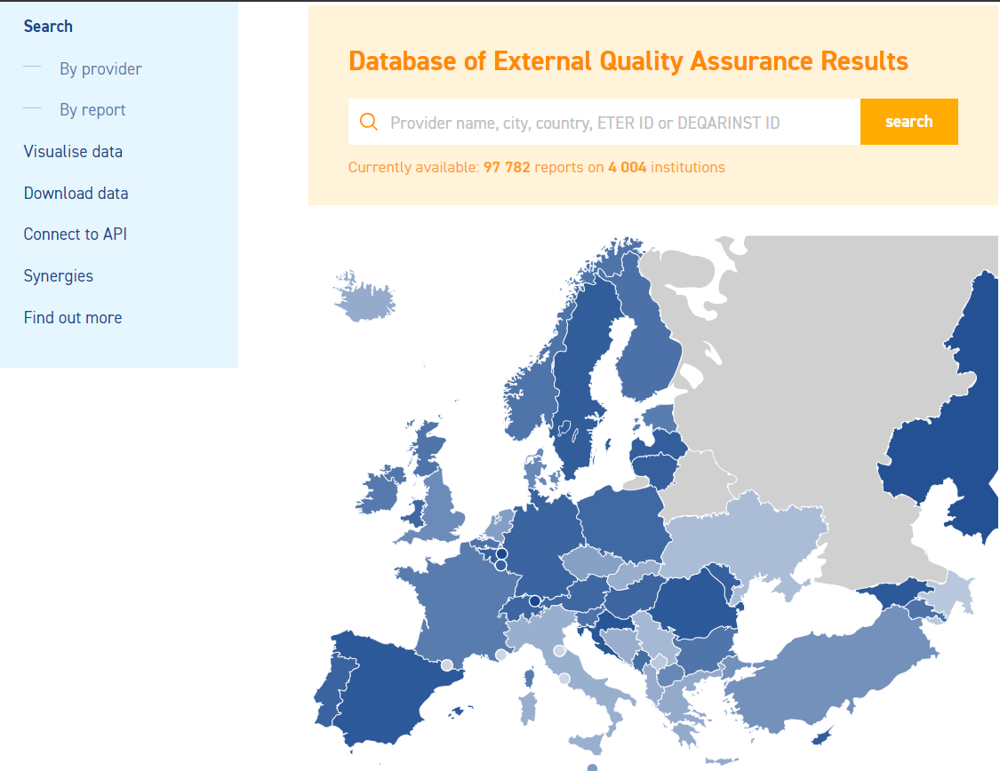 Search
By provider
By report
Visualise data
Download data
Connect to API
Synergies
Find out more
Database of External Quality Assurance Results
Provider name, city, country, ETER ID or DEQARINST ID
search
Currently available: 97 782 reports on 4 004 institutions